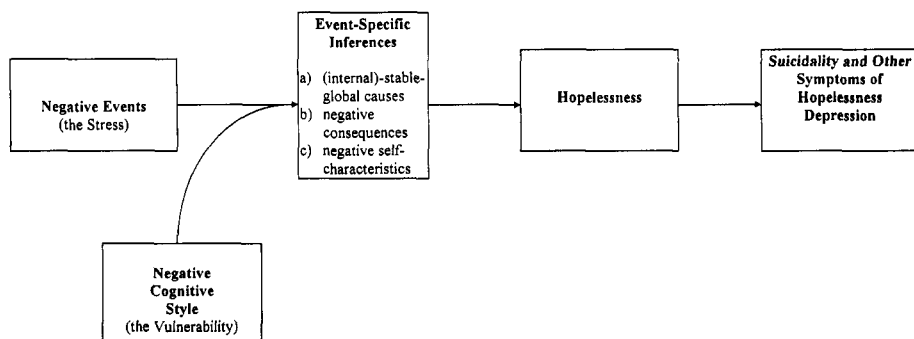 Negative Events
(the Stress)
Negative
Cognitive
Style
(the Vulnerability)
Event-Specific
Inferences
a) (internal)-stable-
global causes
b) negative
consequences
c) negative self-
characteristics
Hopelessness
Suicidality and Other
Symptoms of
Hopelessness
Depression